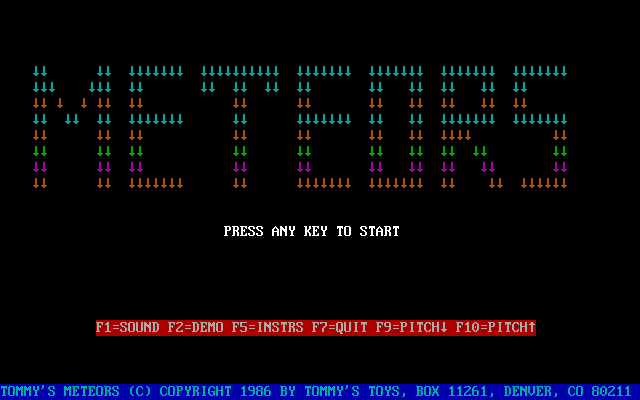 METEORS
PRESS ANY KEY TO START
F1=SOUND F2=DEMO F5=INSTRS F7=QUIT F9=PITCH↓ F10=PITCH↑
TOMMY'S METEORS (C) COPYRIGHT 1986 BY TOMMY'S TOYS, BOX 11261, DENVER, CO 80211